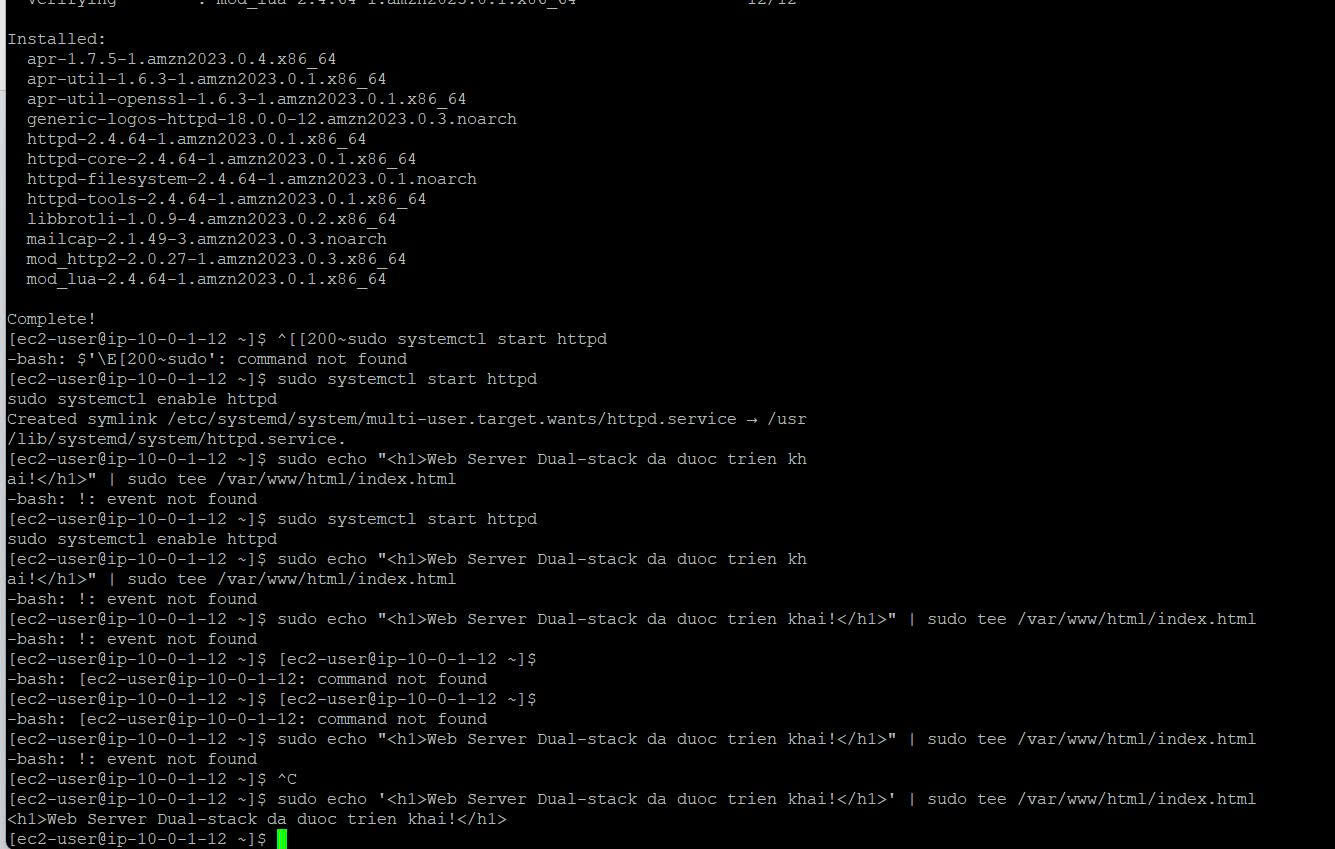 Verifying        : mod_lua-2.4.64-1.amzn2023.0.1.x86_64                 12/12
Installed:
apr-1.7.5-1.amzn2023.0.4.x86_64
apr-util-1.6.3-1.amzn2023.0.1.x86_64
apr-util-openssl-1.6.3-1.amzn2023.0.1.x86_64
generic-logos-httpd-18.0.0-12.amzn2023.0.3.noarch
httpd-2.4.64-1.amzn2023.0.1.x86_64
httpd-core-2.4.64-1.amzn2023.0.1.x86_64
httpd-filesystem-2.4.64-1.amzn2023.0.1.noarch
httpd-tools-2.4.64-1.amzn2023.0.1.x86_64
libbrotli-1.0.9-4.amzn2023.0.2.x86_64
mailcap-2.1.49-3.amzn2023.0.3.noarch
mod_http2-2.0.27-1.amzn2023.0.3.x86_64
mod_lua-2.4.64-1.amzn2023.0.1.x86_64
Complete!
[ec2-user@ip-10-0-1-12 ~]$ ^[[200~sudo systemctl start httpd
-bash: $'\E[200~sudo': command not found
[ec2-user@ip-10-0-1-12 ~]$ sudo systemctl start httpd
sudo systemctl enable httpd
Created symlink /etc/systemd/system/multi-user.target.wants/httpd.service → /usr
/lib/systemd/system/httpd.service.
[ec2-user@ip-10-0-1-12 ~]$ sudo echo "<h1>Web Server Dual-stack da duoc trien kh
ai!</h1>" | sudo tee /var/www/html/index.html
-bash: !: event not found
[ec2-user@ip-10-0-1-12 ~]$ sudo systemctl start httpd
sudo systemctl enable httpd
[ec2-user@ip-10-0-1-12 ~]$ sudo echo "<h1>Web Server Dual-stack da duoc trien kh
ai!</h1>" | sudo tee /var/www/html/index.html
-bash: !: event not found
[ec2-user@ip-10-0-1-12 ~]$ sudo echo "<h1>Web Server Dual-stack da duoc trien khai!</h1>" | sudo tee /var/www/html/index.html
-bash: !: event not found
[ec2-user@ip-10-0-1-12 ~]$ [ec2-user@ip-10-0-1-12 ~]$
-bash: [ec2-user@ip-10-0-1-12: command not found
[ec2-user@ip-10-0-1-12 ~]$ [ec2-user@ip-10-0-1-12 ~]$
-bash: [ec2-user@ip-10-0-1-12: command not found
[ec2-user@ip-10-0-1-12 ~]$ sudo echo "<h1>Web Server Dual-stack da duoc trien khai!</h1>" | sudo tee /var/www/html/index.html
-bash: !: event not found
[ec2-user@ip-10-0-1-12 ~]$ ^C
[ec2-user@ip-10-0-1-12 ~]$ sudo echo '<h1>Web Server Dual-stack da duoc trien khai!</h1>' | sudo tee /var/www/html/index.html
<h1>Web Server Dual-stack da duoc trien khai!</h1>
[ec2-user@ip-10-0-1-12 ~]$